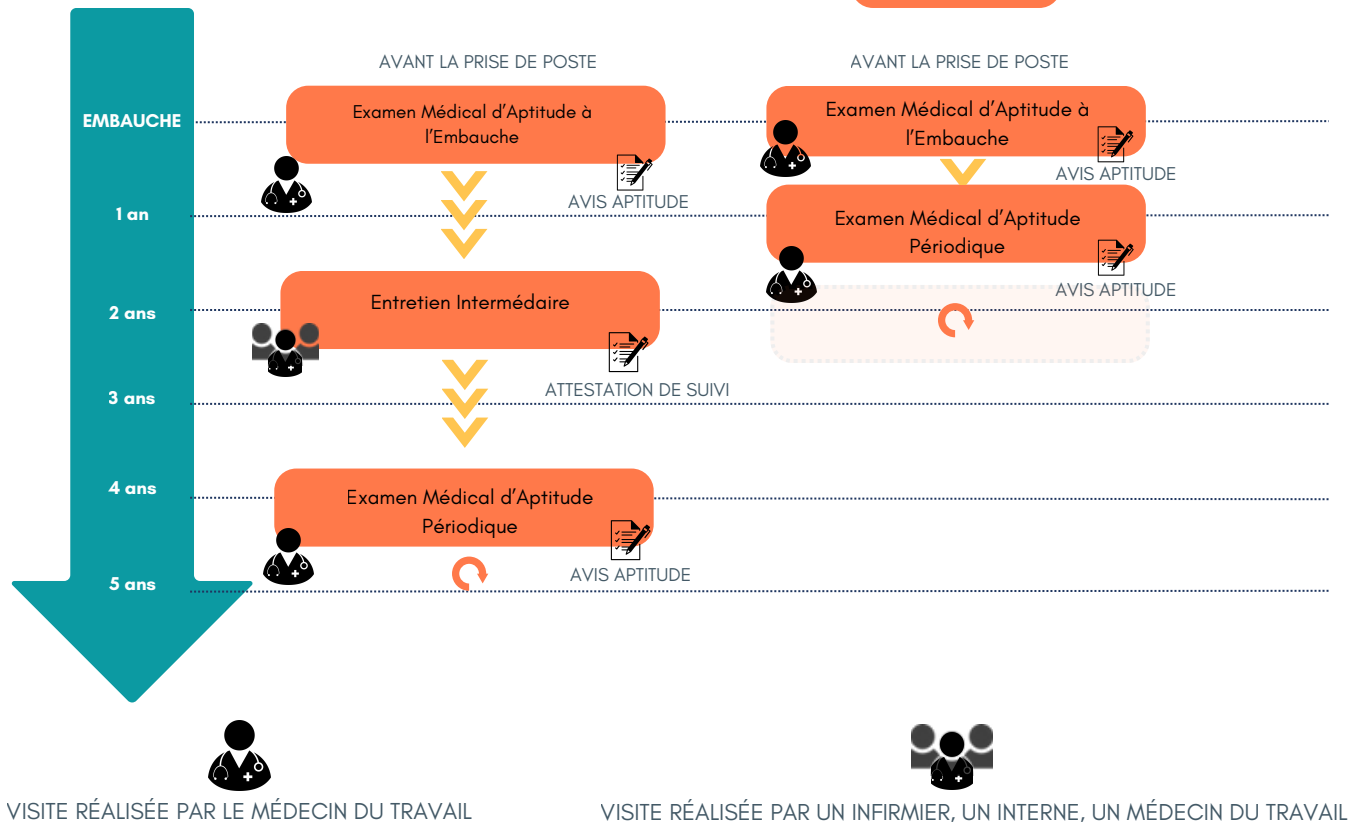 AVANT LA PRISE DE POSTE
AVANT LA PRISE DE POSTE
EMBAUCHE
Examen Médical d'Aptitude à
l'Embauche
AVIS APTITUDE
Examen Médical d'Aptitude à
l'Embauche
AVIS APTITUDE
1 an
Examen Médical d'Aptitude
Périodique
AVIS APTITUDE
2 ans
Entretien Intermédaire
ATTESTATION DE SUIVI
3 ans
4 ans
Examen Médical d'Aptitude
Périodique
AVIS APTITUDE
5 ans
VISITE RÉALISÉE PAR LE MÉDECIN DU TRAVAIL
VISITE RÉALISÉE PAR UN INFIRMIER, UN INTERNE, UN MÉDECIN DU TRAVAIL